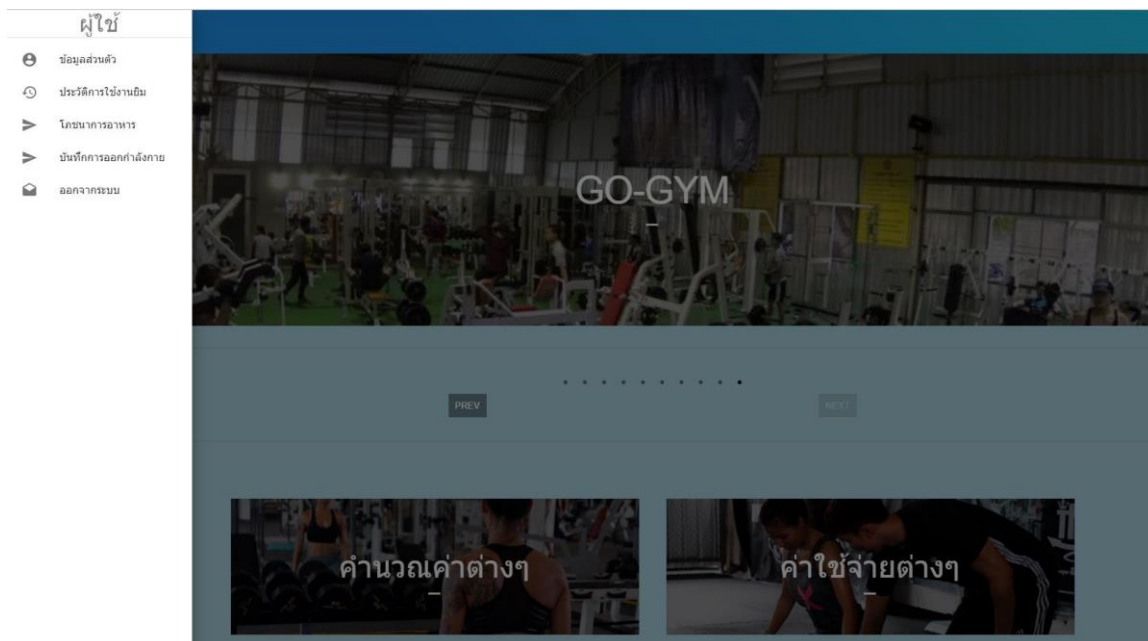 ผู้ใช้
ข้อมูลส่วนตัว
ประวัติการใช้งานยิม
โภชนาการอาหาร
บันทึกการออกกำลังกาย
ออกจากระบบ
GO-GYM
PREV
NEXT
คำนวณค่าต่างๆ
ค่าใช้จ่ายต่างๆ